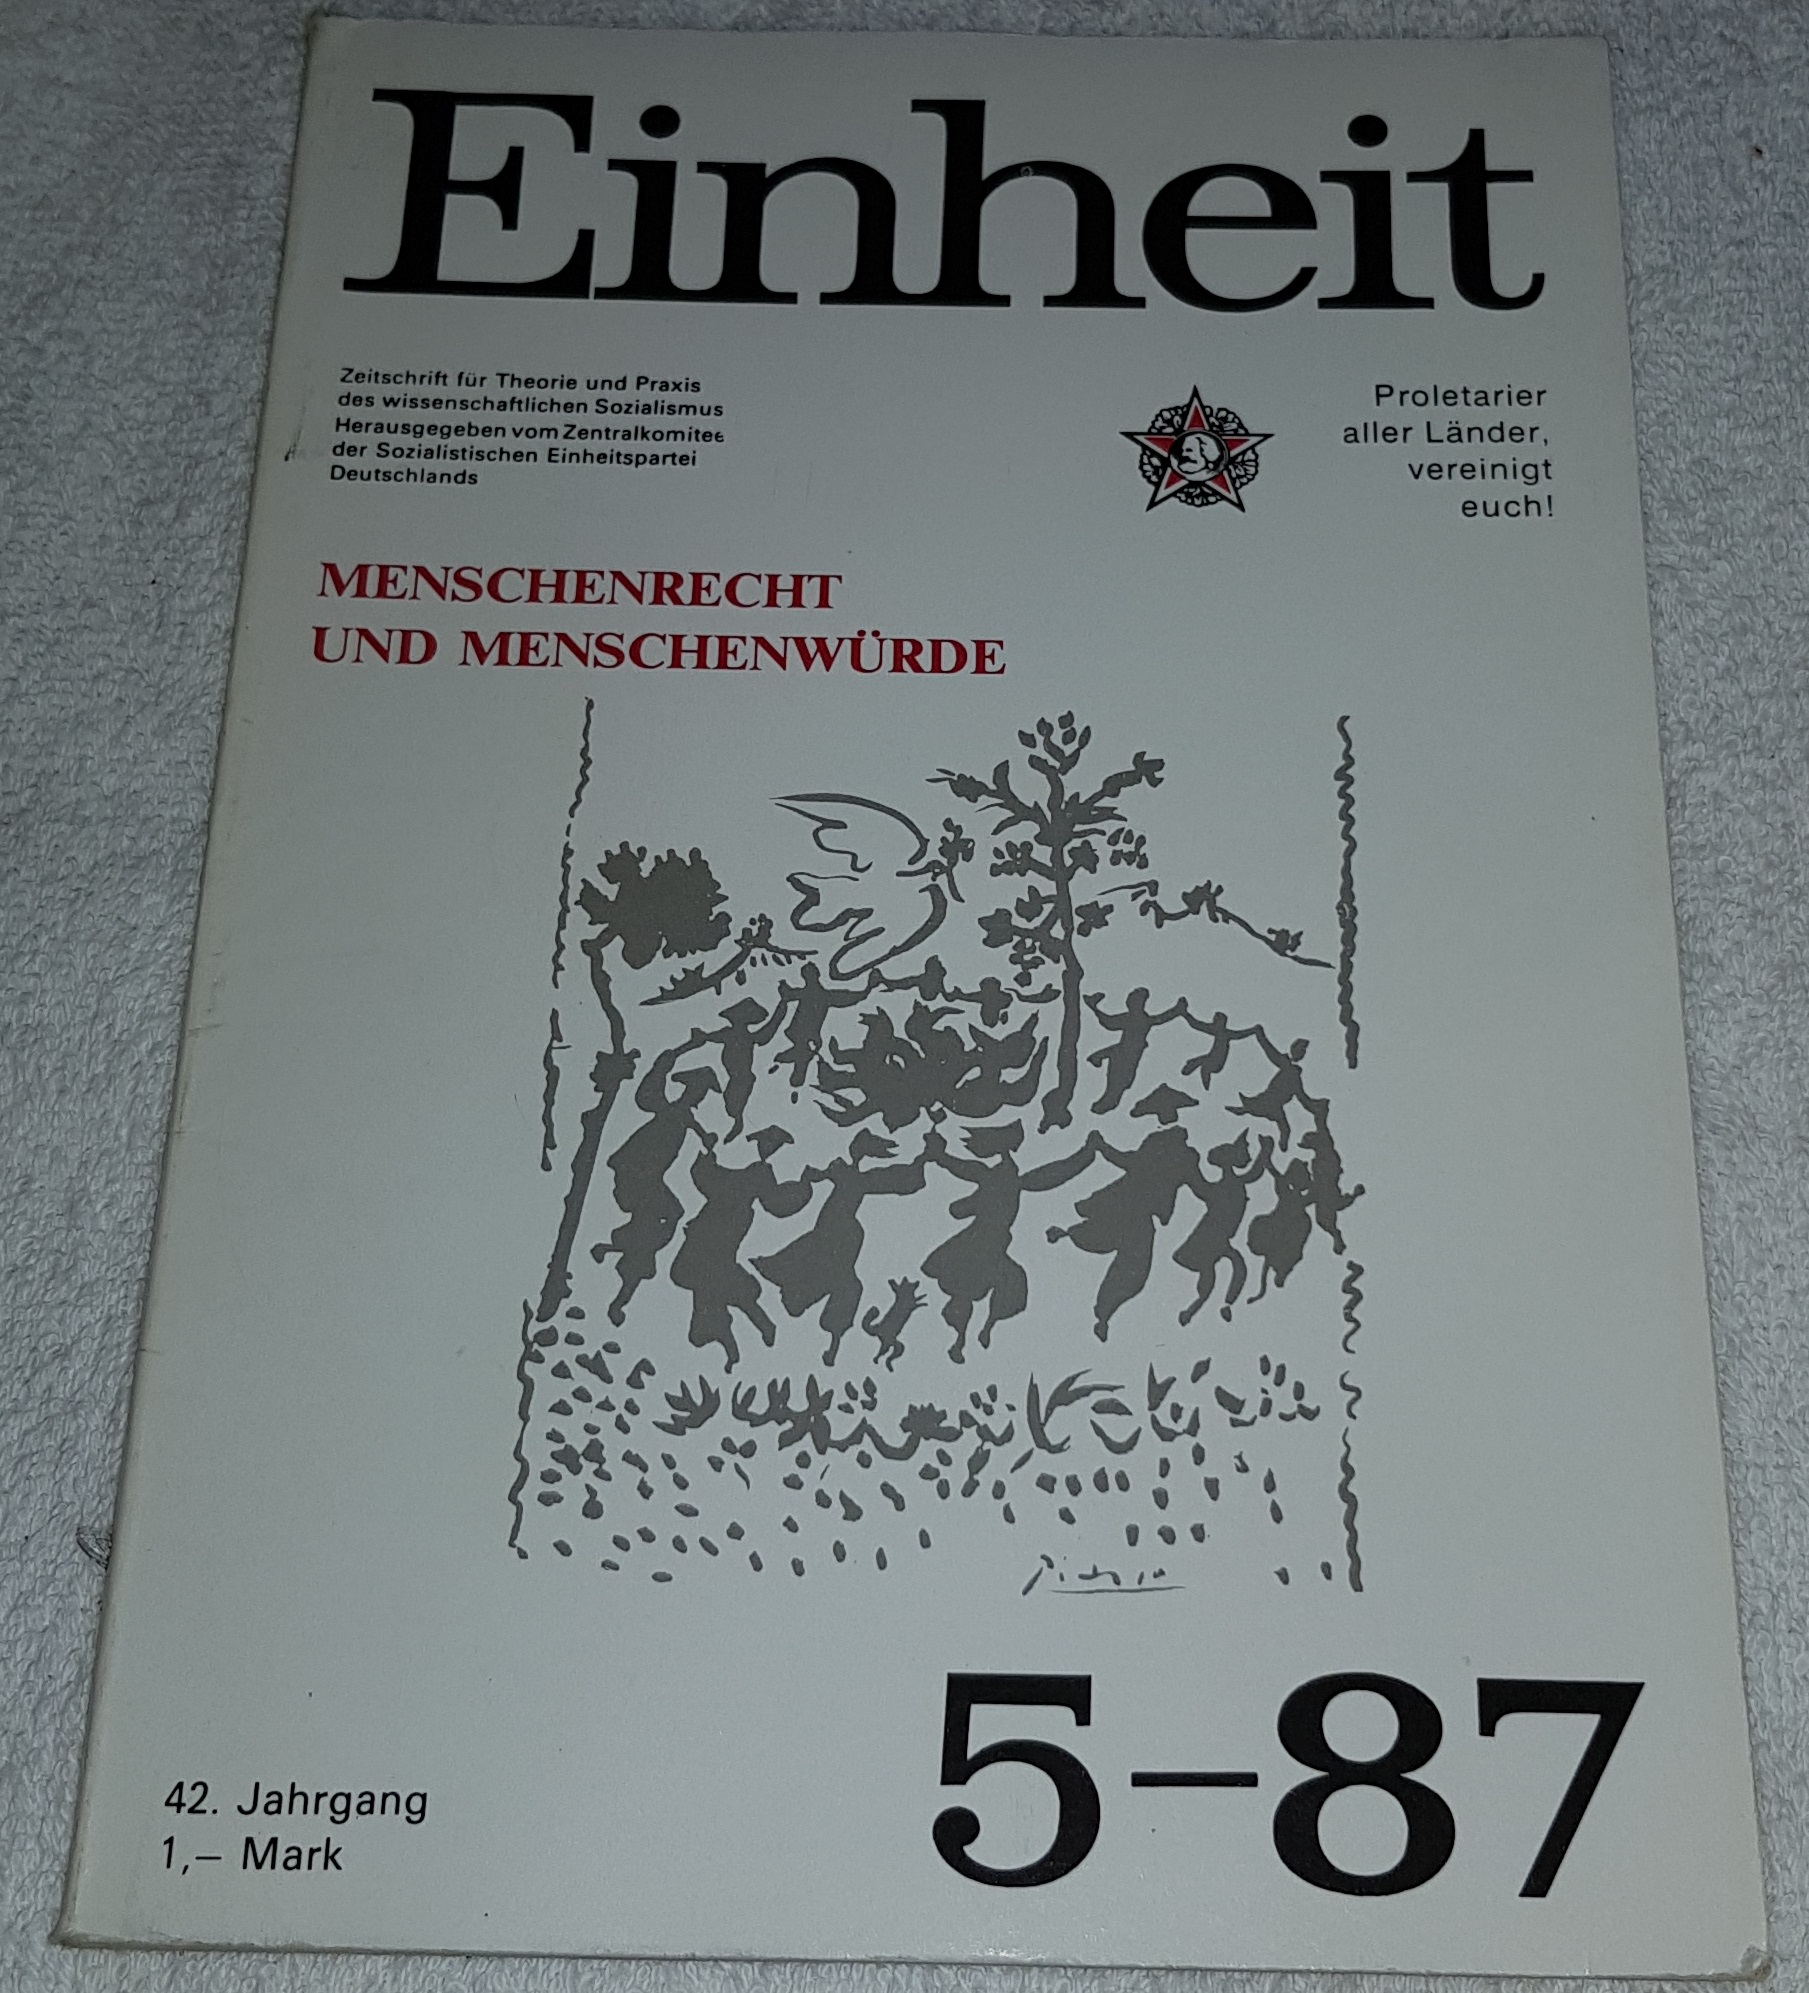 Einheit
Zeitschrift für Theorie und Praxis
des wissenschaftlichen Sozialismus
Herausgegeben vom Zentralkomitee
der Sozialistischen Einheitspartei
Deutschlands
Proletarier
aller Länder,
vereinigt
euch!
MENSCHENRECHT
UND MENSCHENWÜRDE
Picasso
42. Jahrgang
1,– Mark
5–87